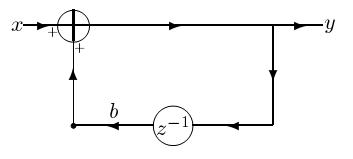 x + y
+
b
z⁻¹